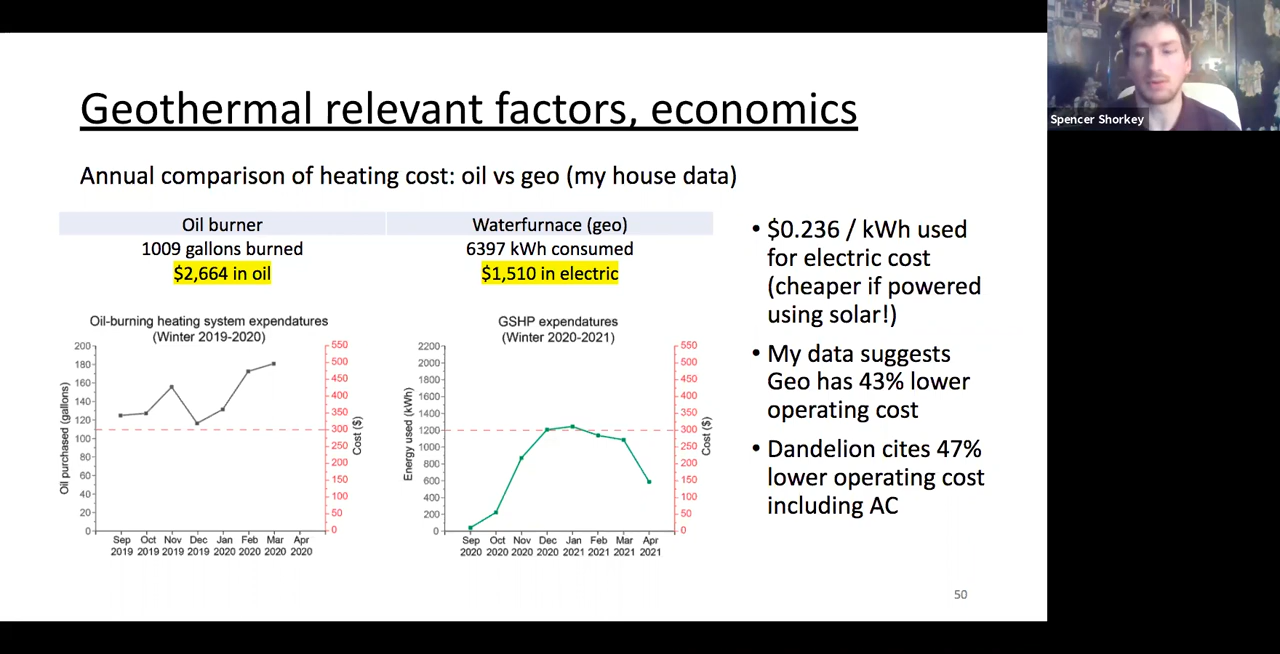 Geothermal relevant factors, economics
Annual comparison of heating cost: oil vs geo (my house data)
Oil burner
1009 gallons burned
$2,664 in oil
Waterfurnace (geo)
6397 kWh consumed
$1,510 in electric
Oil-burning heating system expendatures
(Winter 2019-2020)
Oil purchased (gallons)
200
180
160
140
120
100
80
60
40
20
0
550
500
450
400
350
300
250
200
150
100
50
0
Cost ($)
Sep Oct Nov Dec Jan Feb Mar Apr
2019 2019 2019 2019 2020 2020 2020 2020
GSHP expendatures
(Winter 2020-2021)
Energy used (kWh)
2200
2000
1800
1600
1400
1200
1000
800
600
400
200
0
550
500
450
400
350
300
250
200
150
100
50
0
Cost ($)
Sep Oct Nov Dec Jan Feb Mar Apr
2020 2020 2020 2020 2021 2021 2021 2021
• $0.236 / kWh used
for electric cost
(cheaper if powered
using solar!)
• My data suggests
Geo has 43% lower
operating cost
• Dandelion cites 47%
lower operating cost
including AC
50
Spencer Shorkey